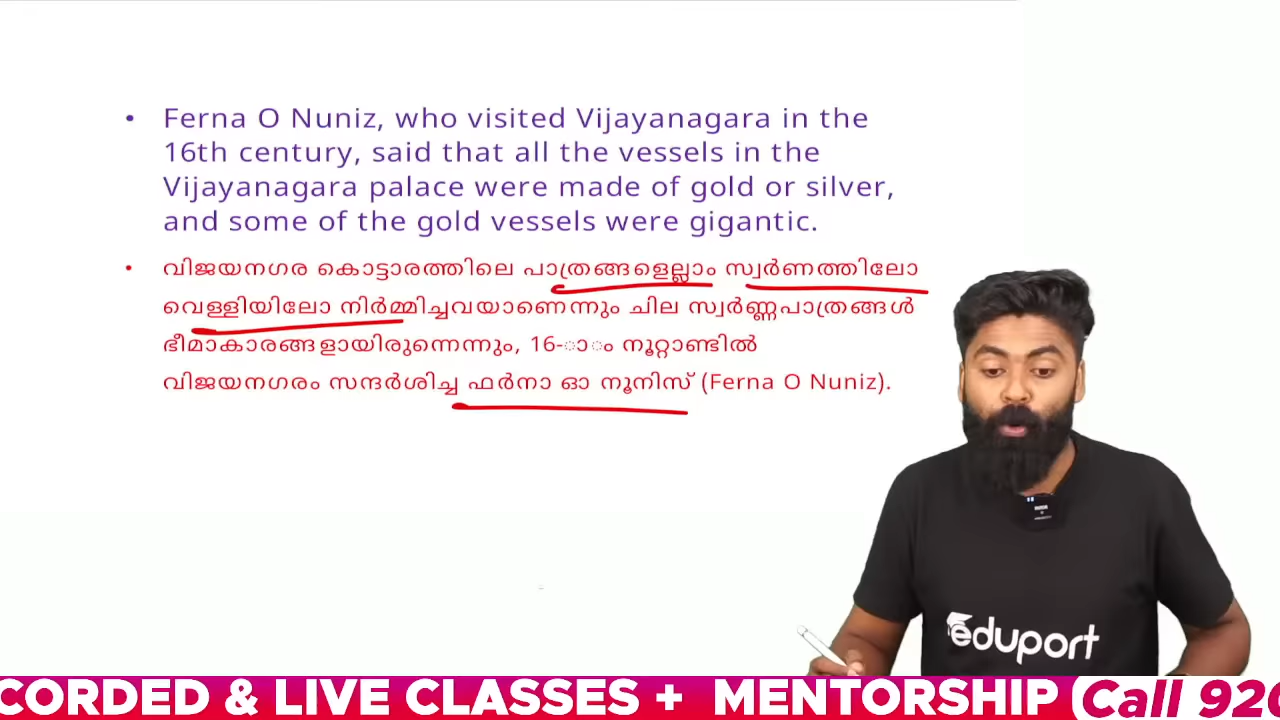 • Ferna O Nuniz, who visited Vijayanagara in the
16th century, said that all the vessels in the
Vijayanagara palace were made of gold or silver,
and some of the gold vessels were gigantic.
• വിജയനഗര കൊട്ടാരത്തിലെ പാത്രങ്ങളെല്ലാം സ്വർണത്തിലോ
വെള്ളിയിലോ നിർമ്മിച്ചവയാണെന്നും ചില സ്വർണ്ണപാത്രങ്ങൾ
ഭീമാകാരങ്ങളായിരുന്നെന്നും, 16-ാം നൂറ്റാണ്ടിൽ
വിജയനഗരം സന്ദർശിച്ച ഫർനാ ഓ നൂനിസ് (Ferna O Nuniz).
eduport
CORDED & LIVE CLASSES + MENTORSHIP (Call 920